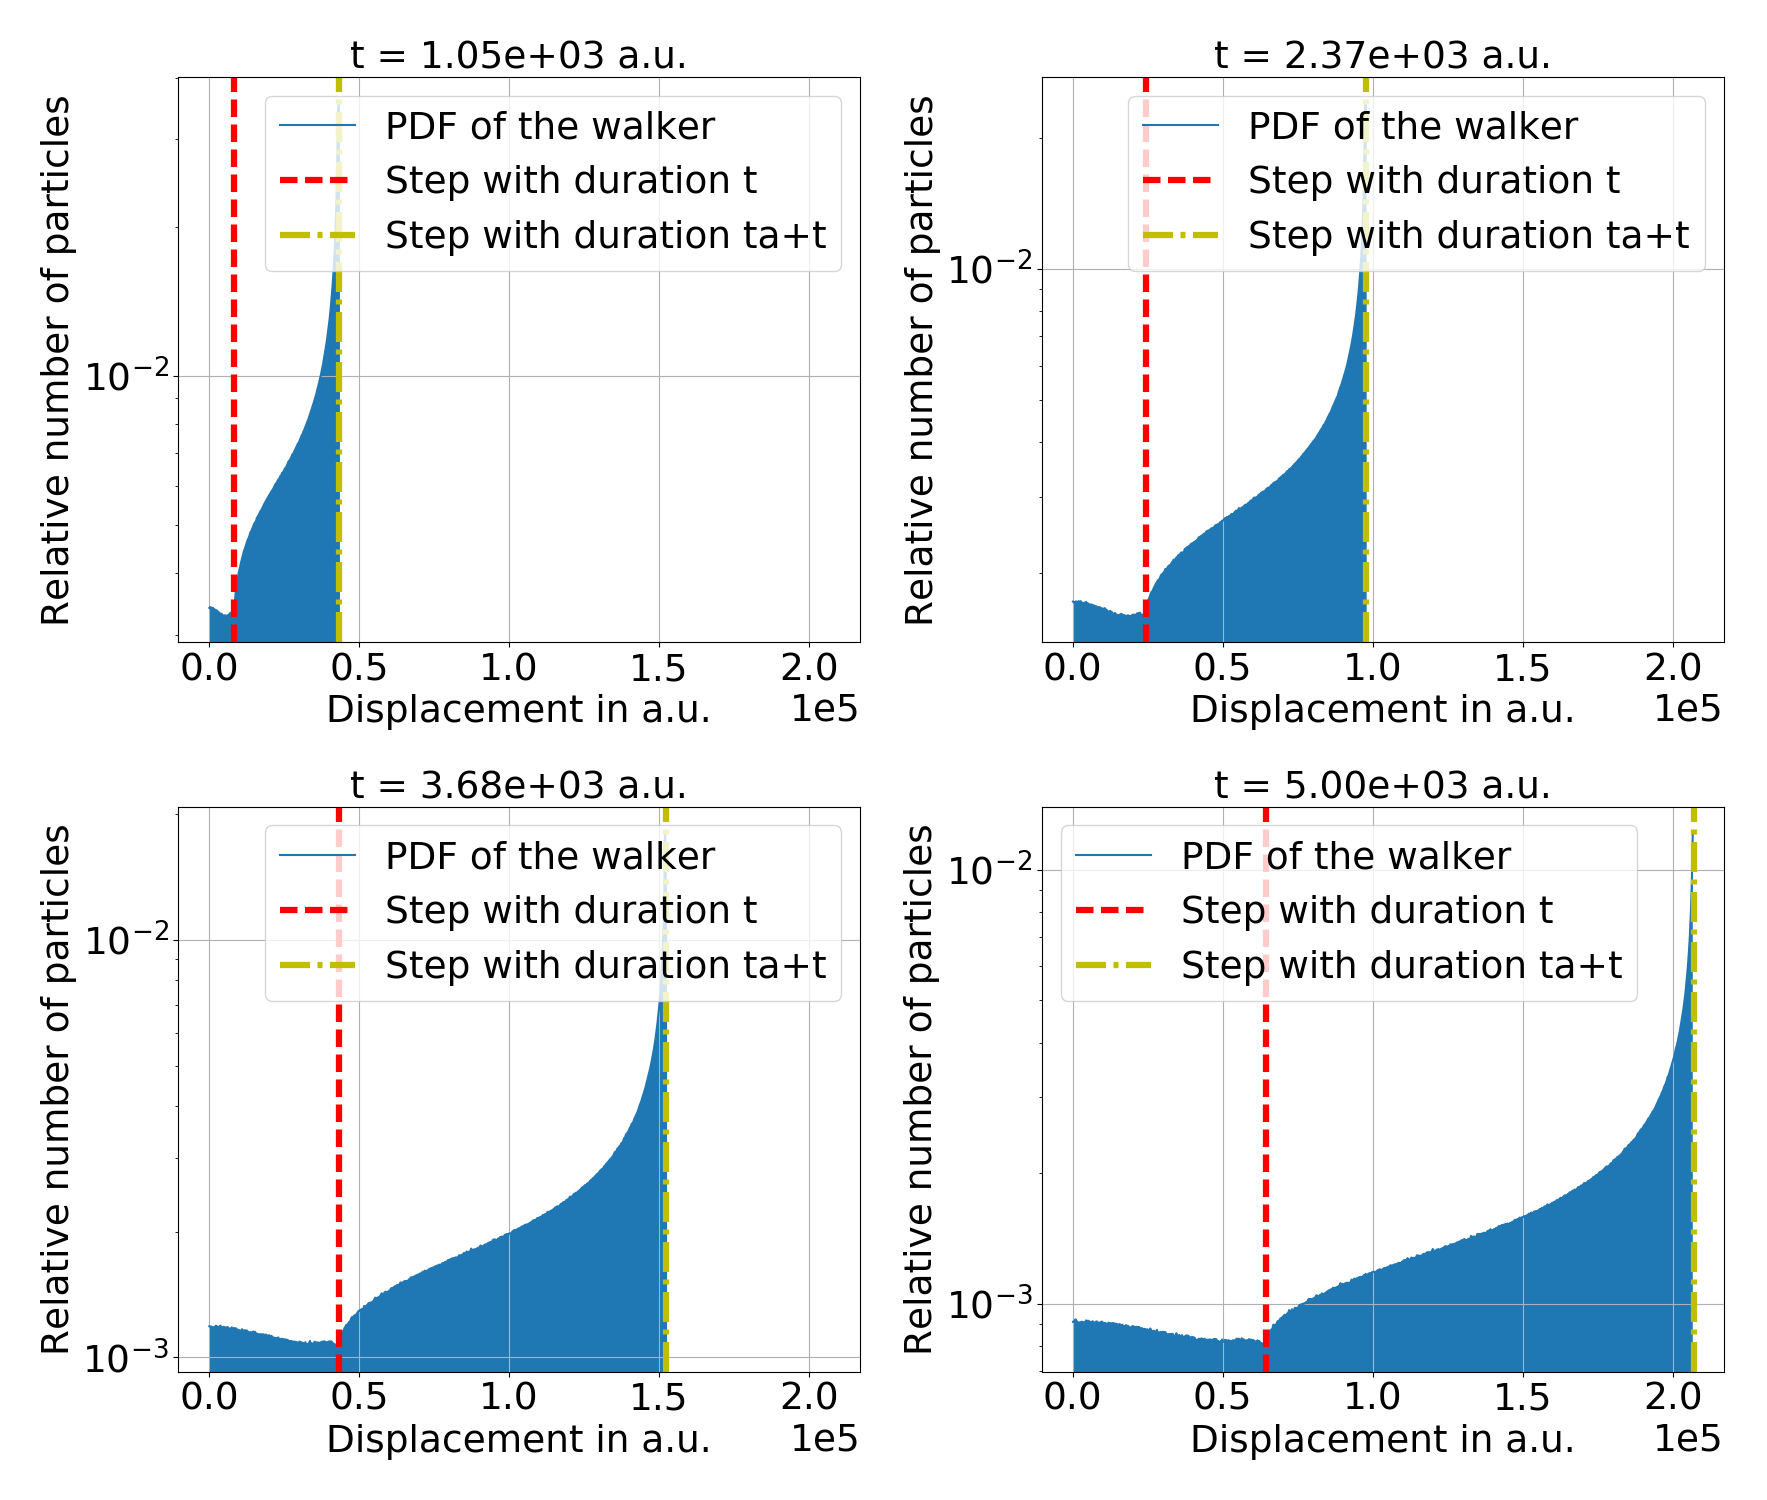 t = 1.05e+03 a.u.
Relative number of particles
10⁻²
PDF of the walker
Step with duration t
Step with duration ta+t
0.0 0.5 1.0 1.5 2.0
Displacement in a.u.
1e5
t = 2.37e+03 a.u.
Relative number of particles
10⁻²
PDF of the walker
Step with duration t
Step with duration ta+t
0.0 0.5 1.0 1.5 2.0
Displacement in a.u.
1e5
t = 3.68e+03 a.u.
Relative number of particles
10⁻²
10⁻³
PDF of the walker
Step with duration t
Step with duration ta+t
0.0 0.5 1.0 1.5 2.0
Displacement in a.u.
1e5
t = 5.00e+03 a.u.
Relative number of particles
10⁻²
10⁻³
PDF of the walker
Step with duration t
Step with duration ta+t
0.0 0.5 1.0 1.5 2.0
Displacement in a.u.
1e5